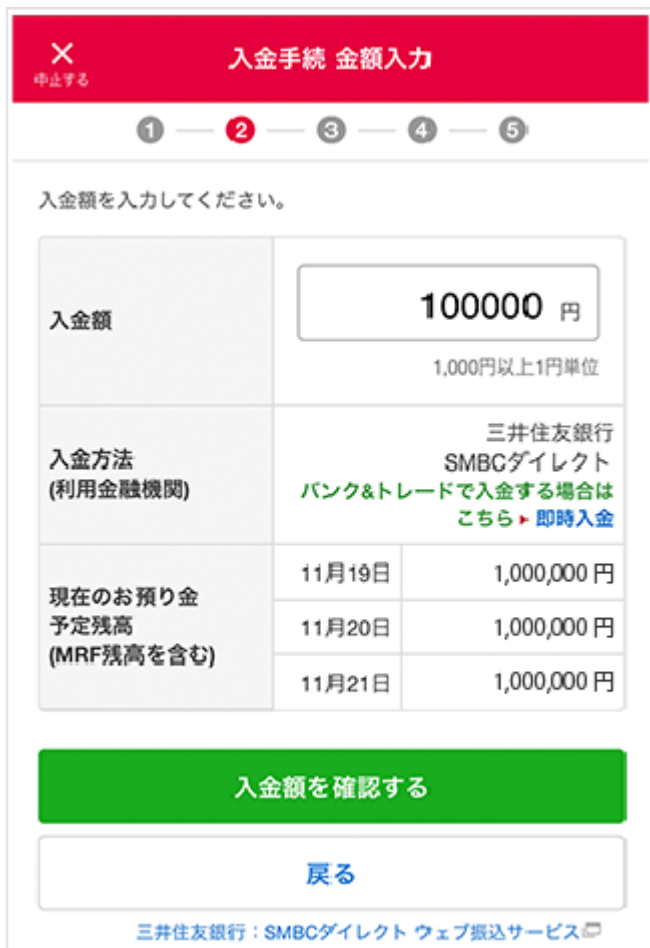 ×
中止する
入金手続 金額入力
1 2 3 4 5
入金額を入力してください。
入金額
100000 円
1,000円以上1円単位
入金方法
(利用金融機関)
三井住友銀行
SMBCダイレクト
バンク&トレードで入金する場合は
こちら 即時入金
現在のお預り金
予定残高
(MRF残高を含む)
11月19日 1,000,000 円
11月20日 1,000,000 円
11月21日 1,000,000 円
入金額を確認する
戻る
三井住友銀行：SMBCダイレクト ウェブ振込サービス